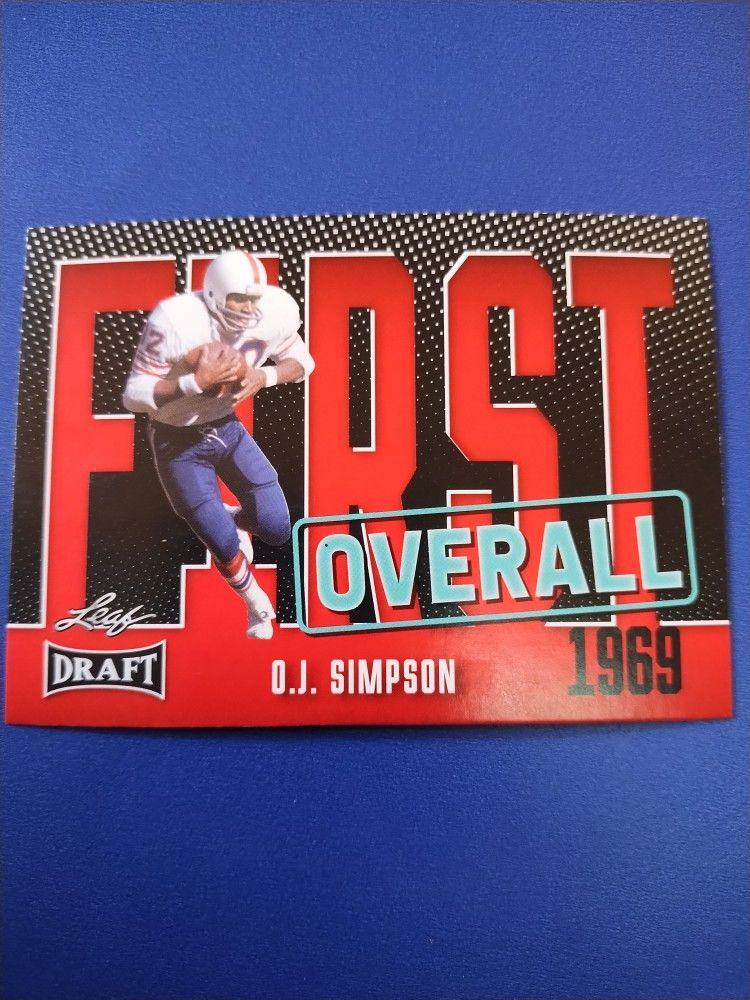 FIRST
OVERALL
Leaf
DRAFT
O.J. SIMPSON
1969